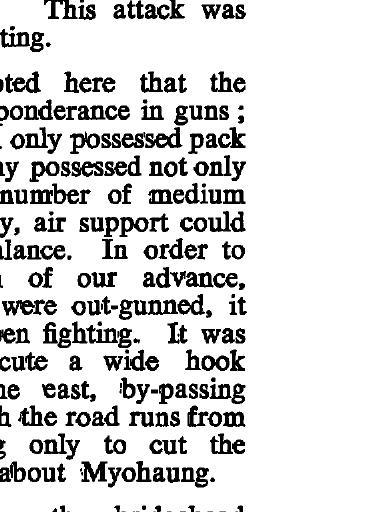 This attack was
ting.
oted here that the
ponderance in guns ;
only possessed pack
ny possessed not only
number of medium
y, air support could
alance. In order to
of our advance,
were out-gunned, it
en fighting. It was
cute a wide hook
he east, by-passing
h the road runs from
g only to cut the
about Myohaung.